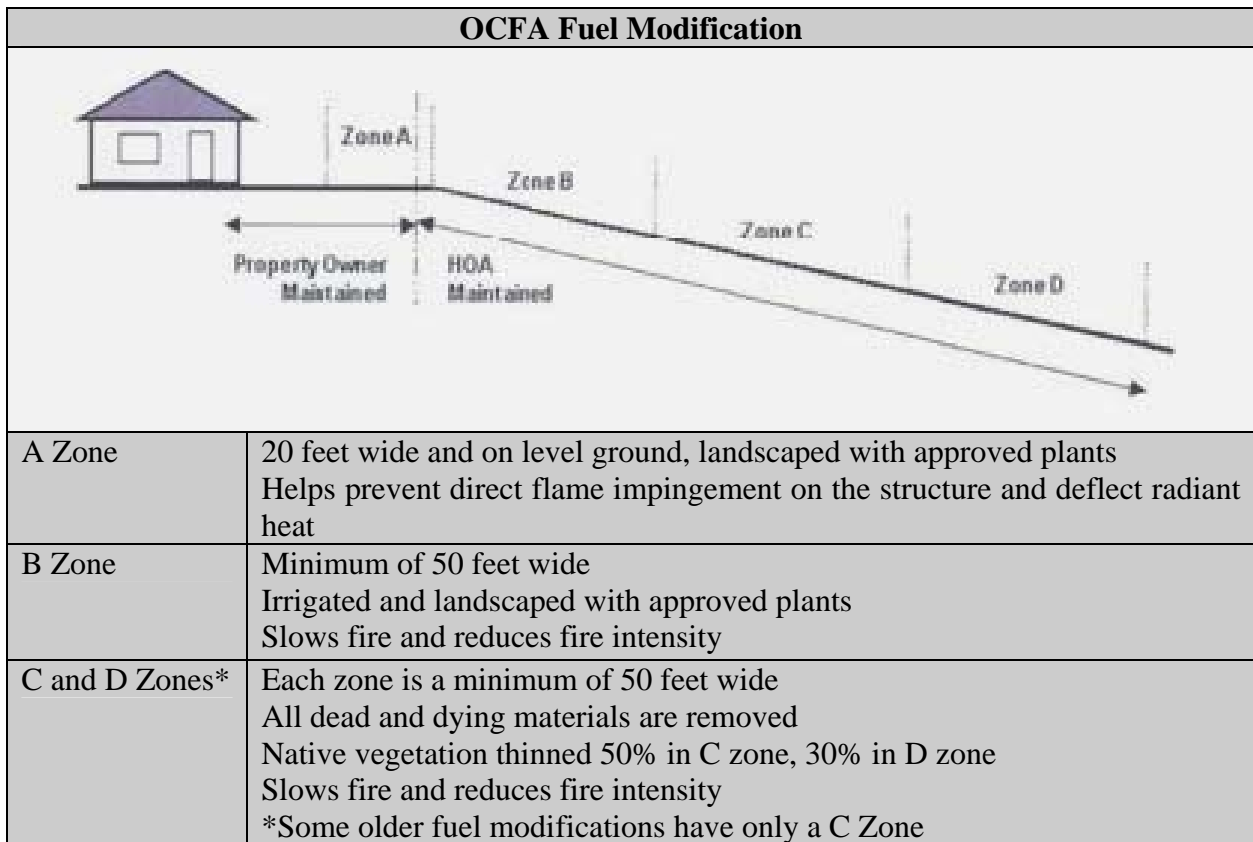 OCFA Fuel Modification
Zone A
Zone B
Zone C
Zone D
Property Owner
Maintained
HOA
Maintained
A Zone
20 feet wide and on level ground, landscaped with approved plants
Helps prevent direct flame impingement on the structure and deflect radiant
heat
B Zone
Minimum of 50 feet wide
Irrigated and landscaped with approved plants
Slows fire and reduces fire intensity
C and D Zones*
Each zone is a minimum of 50 feet wide
All dead and dying materials are removed
Native vegetation thinned 50% in C zone, 30% in D zone
Slows fire and reduces fire intensity
*Some older fuel modifications have only a C Zone